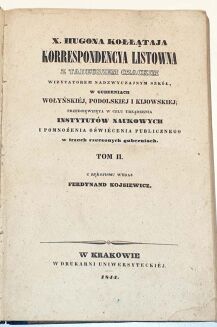 X. HUGONA KOŁŁĄTAJA
KORRESPONDENCYA LISTOWNA
Z TADEUSZEM CZACKIM
WIZYTATOREM NADZWYCZAJNYM SZKÓŁ,
W GUBERNIACH
WOŁYŃSKIEJ, PODOLSKIEJ I KIJOWSKIEJ;
PRZEDSIĘWZIĘTA W CELU URZĄDZENIA
INSTYTUTÓW NAUKOWYCH
I POMNOŻENIA OŚWIECENIA PUBLICZNEGO
w trzech rzeczonych guberniach.
TOM II.
Z RĘKOPISMU WYDAŁ
FERDYNAND KOJSIEWICZ.
W KRAKOWIE
W DRUKARNI UNIWERSYTECKIÉJ.
1844.